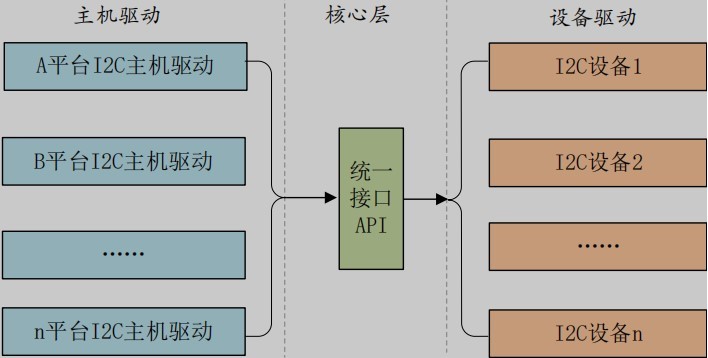 主机驱动
核心层
设备驱动
A平台I2C主机驱动
B平台I2C主机驱动
……
n平台I2C主机驱动
统一
接口
API
I2C设备1
I2C设备2
……
I2C设备n